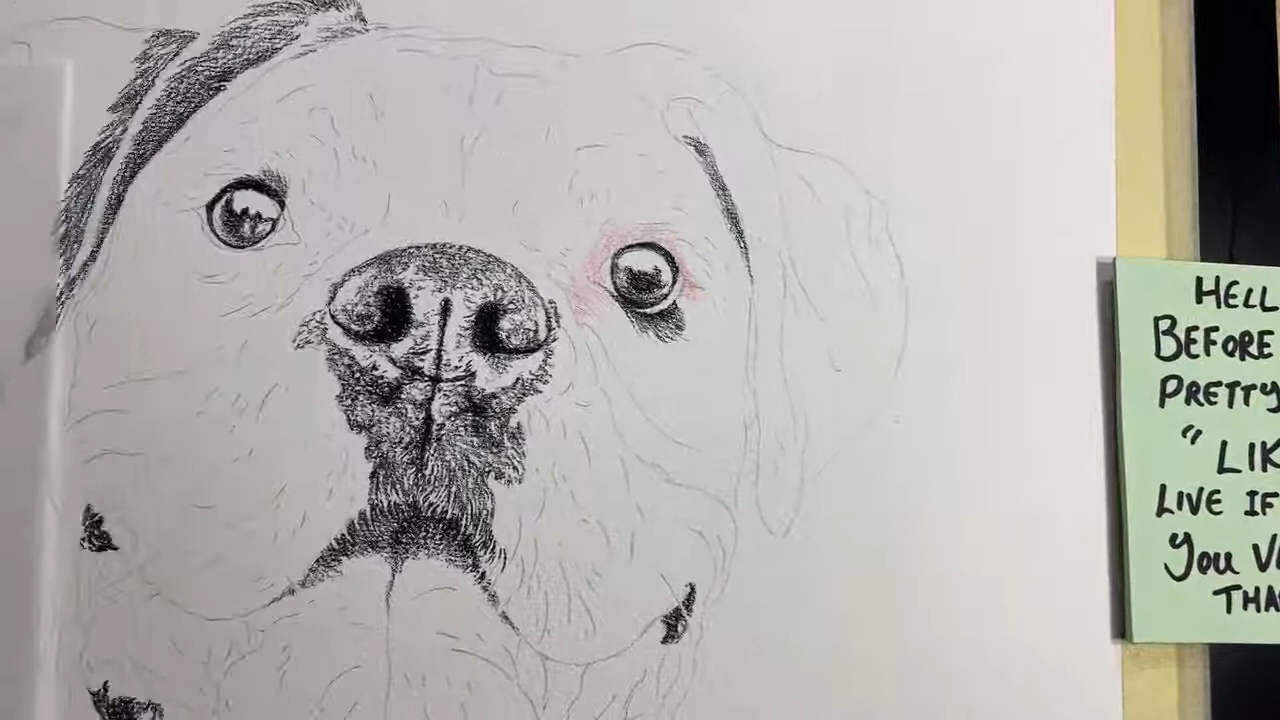 HELL
BEFORE
PRETTY
" LIK
LIVE IF
You V
THA